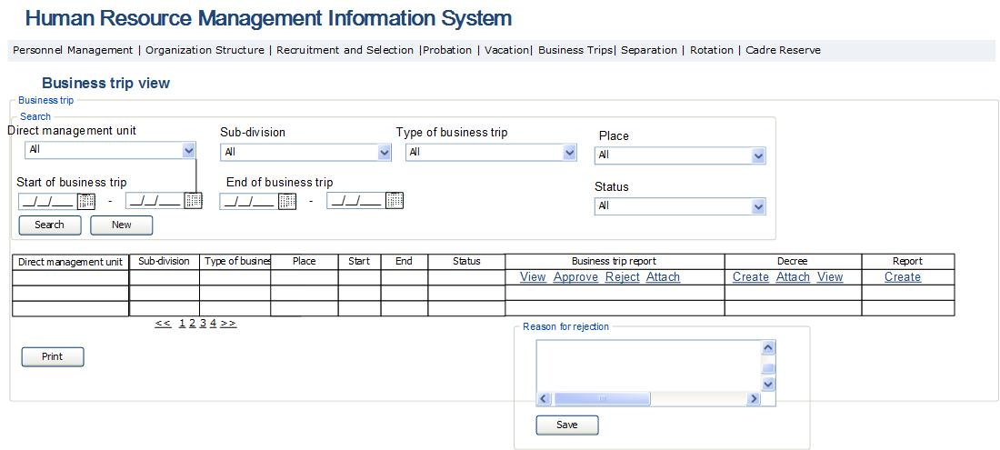 Human Resource Management Information System
Personnel Management | Organization Structure | Recruitment and Selection |Probation | Vacation| Business Trips| Separation | Rotation | Cadre Reserve
Business trip view
Business trip
Search
Direct management unit Sub-division Type of business trip Place
All All All All
Start of business trip End of business trip Status
__/__/____ - __/__/____ __/__/____ - __/__/____ All
Search New
Direct management unit Sub-division Type of busines Place Start End Status Business trip report Decree Report
View Approve Reject Attach Create Attach View Create
<< 1 2 3 4 >>
Reason for rejection
Print
Save